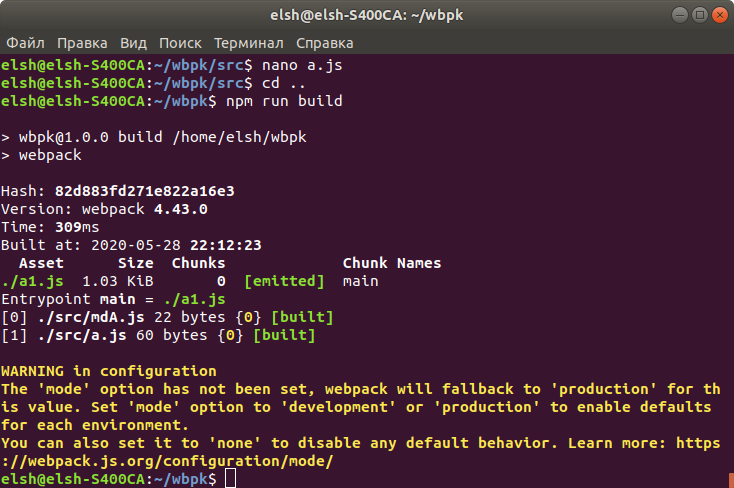 elsh@elsh-S400CA: ~/wbpk
Файл Правка Вид Поиск Терминал Справка
elsh@elsh-S400CA:~/wbpk/src$ nano a.js
elsh@elsh-S400CA:~/wbpk/src$ cd ..
elsh@elsh-S400CA:~/wbpk$ npm run build
> wbpk@1.0.0 build /home/elsh/wbpk
> webpack
Hash: 82d883fd271e822a16e3
Version: webpack 4.43.0
Time: 309ms
Built at: 2020-05-28 22:12:23
Asset Size Chunks Chunk Names
./a1.js 1.03 KiB 0 [emitted] main
Entrypoint main = ./a1.js
[0] ./src/mdA.js 22 bytes {0} [built]
[1] ./src/a.js 60 bytes {0} [built]
WARNING in configuration
The 'mode' option has not been set, webpack will fallback to 'production' for th
is value. Set 'mode' option to 'development' or 'production' to enable defaults
for each environment.
You can also set it to 'none' to disable any default behavior. Learn more: https
://webpack.js.org/configuration/mode/
elsh@elsh-S400CA:~/wbpk$